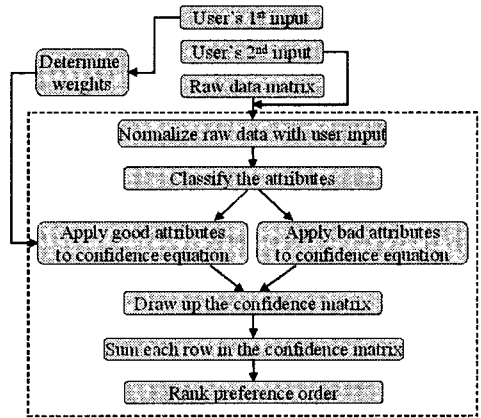 User's 1st input
User's 2nd input
Determine
weights
Raw data matrix
Normalize raw data with user input
Classify the attributes
Apply good attributes
to confidence equation
Apply bad attributes
to confidence equation
Draw up the confidence matrix
Sum each row in the confidence matrix
Rank preference order